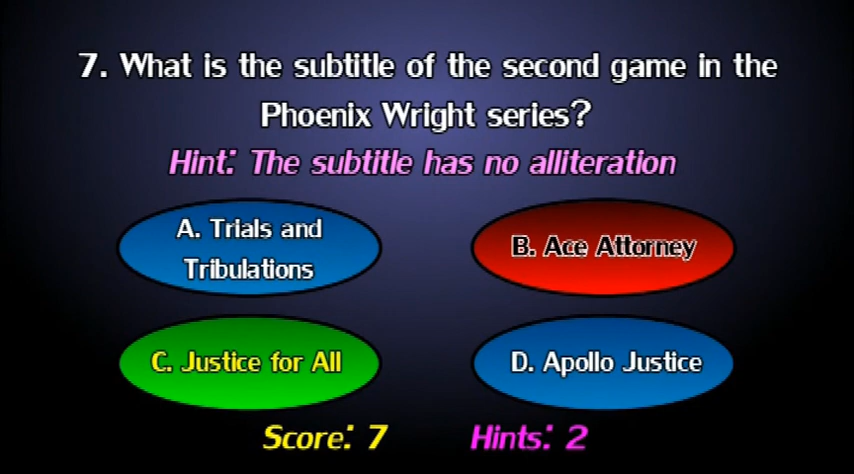 7. What is the subtitle of the second game in the
Phoenix Wright series?
Hint: The subtitle has no alliteration
A. Trials and
Tribulations
B. Ace Attorney
C. Justice for All
D. Apollo Justice
Score: 7
Hints: 2